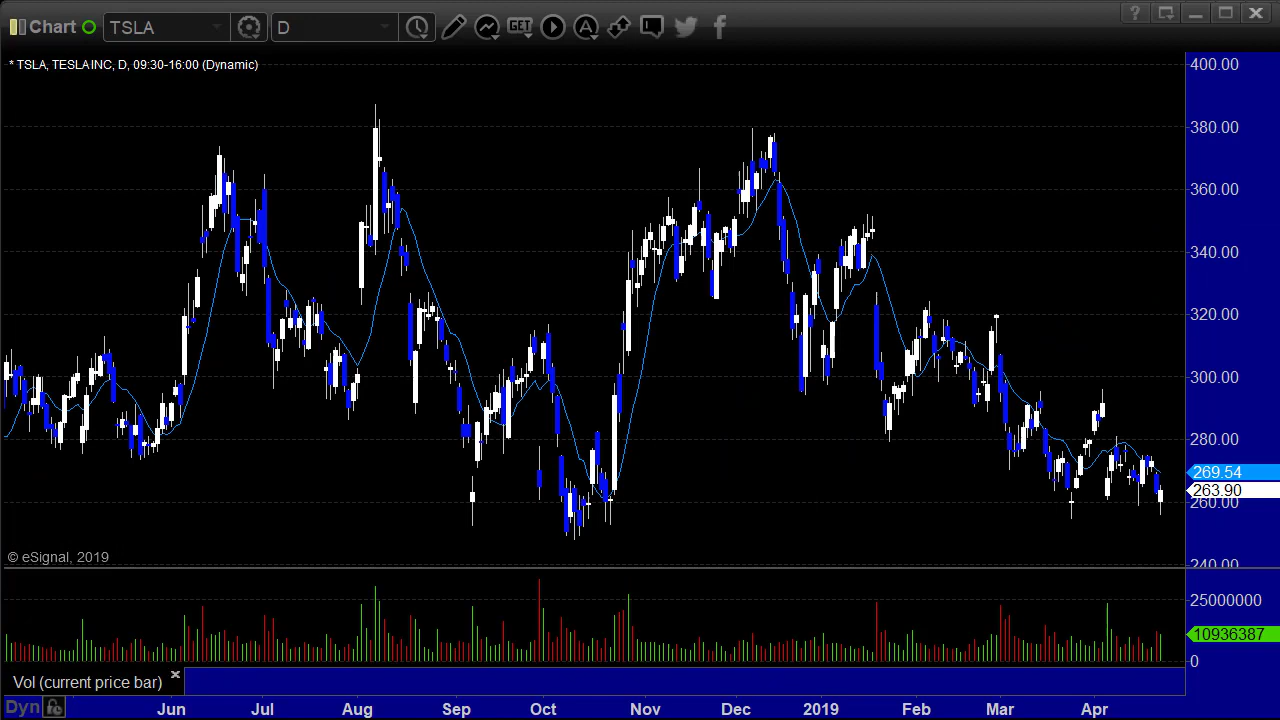 Chart TSLA D GET A ?
* TSLA, TESLA INC, D, 09:30-16:00 (Dynamic)
400.00
380.00
360.00
340.00
320.00
300.00
280.00
269.54
263.90
260.00
240.00
© eSignal, 2019
25000000
10936387
0
Vol (current price bar) ×
Dyn
Jun Jul Aug Sep Oct Nov Dec 2019 Feb Mar Apr